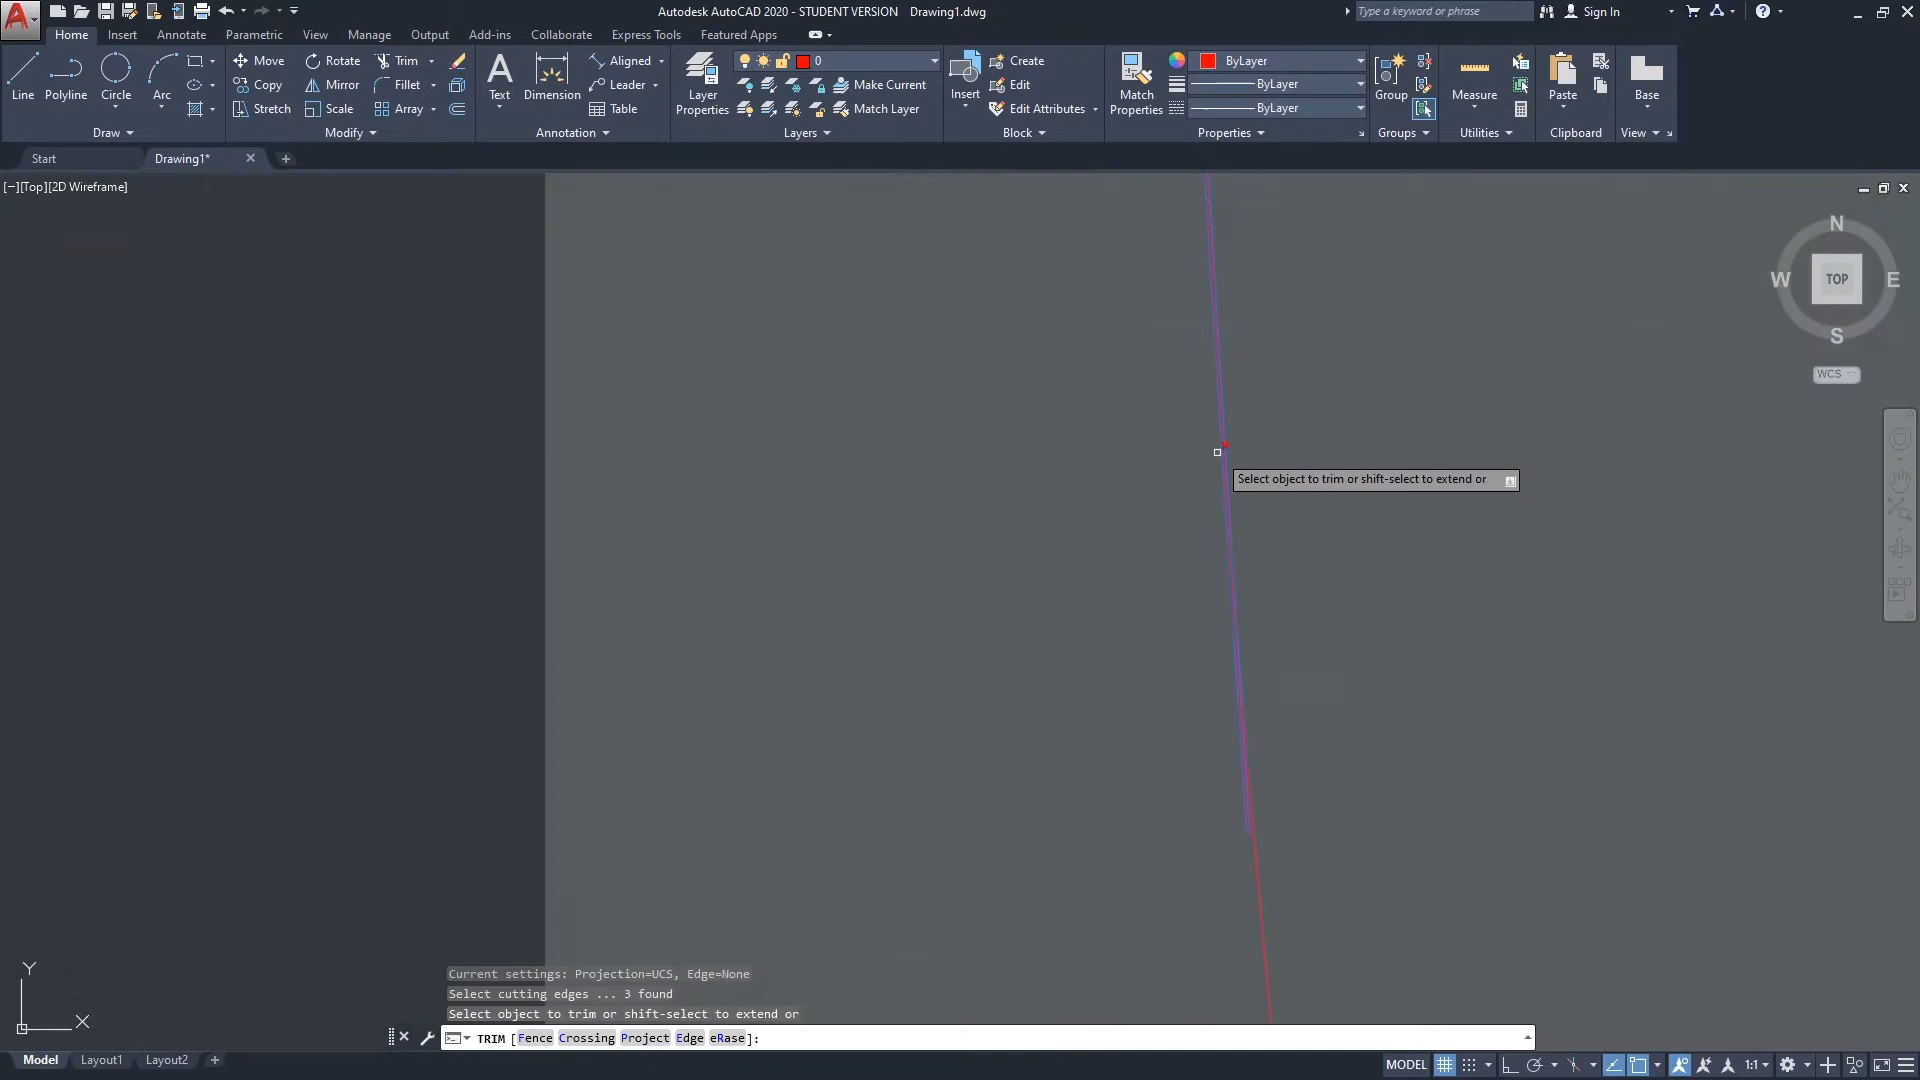 Autodesk AutoCAD 2020 - STUDENT VERSION Drawing1.dwg
Type a keyword or phrase
Sign In
Home Insert Annotate Parametric View Manage Output Add-ins Collaborate Express Tools Featured Apps
Line Polyline Circle Arc
Move Rotate Trim
Copy Mirror Fillet
Stretch Scale Array
Text Dimension
Aligned
Leader
Table
Layer Properties
0
Make Current
Match Layer
Insert
Create
Edit
Edit Attributes
Match Properties
ByLayer
ByLayer
ByLayer
Group Measure Paste Base
Draw Modify Annotation Layers Block Properties Groups Utilities Clipboard View
Start Drawing1*
[−][Top][2D Wireframe]
N
W TOP E
S
WCS
Select object to trim or shift-select to extend or
Y
X
Current settings: Projection=UCS, Edge=None
Select cutting edges ... 3 found
Select object to trim or shift-select to extend or
TRIM [Fence Crossing Project Edge eRase]:
Model Layout1 Layout2
MODEL 1:1